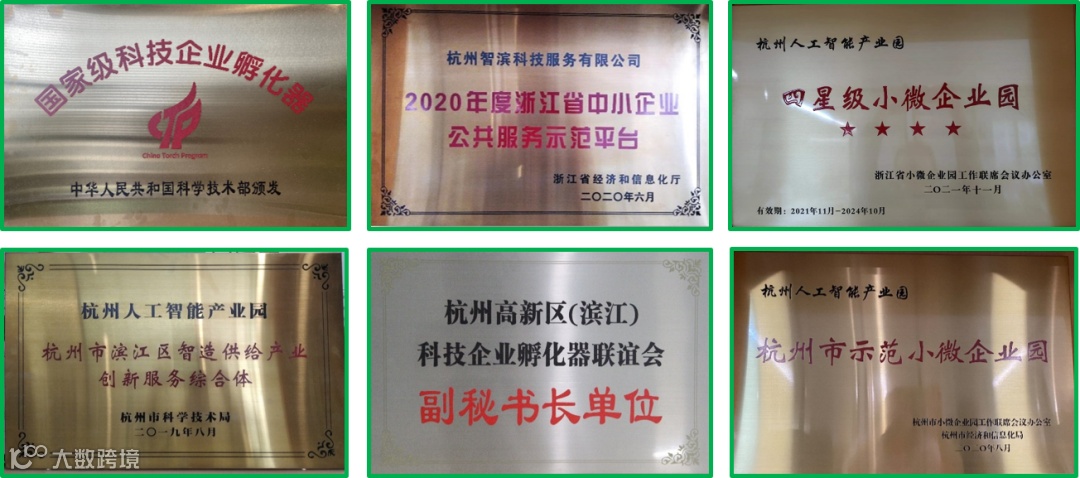 国家级科技企业孵化器
China Torch Program
中华人民共和国科学技术部颁发
杭州智滨科技服务有限公司
2020年度浙江省中小企业
公共服务示范平台
浙江省经济和信息化厅
二〇二〇年六月
杭州人工智能产业园
四星级小微企业园
浙江省小微企业园工作联席会议办公室
二〇二一年十一月
有效期：2021年11月-2024年10月
杭州人工智能产业园
杭州市滨江区智造供给产业
创新服务综合体
杭州市科学技术局
二〇一九年八月
杭州高新区(滨江)
科技企业孵化器联谊会
副秘书长单位
杭州人工智能产业园
杭州市示范小微企业园
杭州市小微企业园工作联席会议办公室
杭州市经济和信息化局
二〇二〇年八月
大数跨境